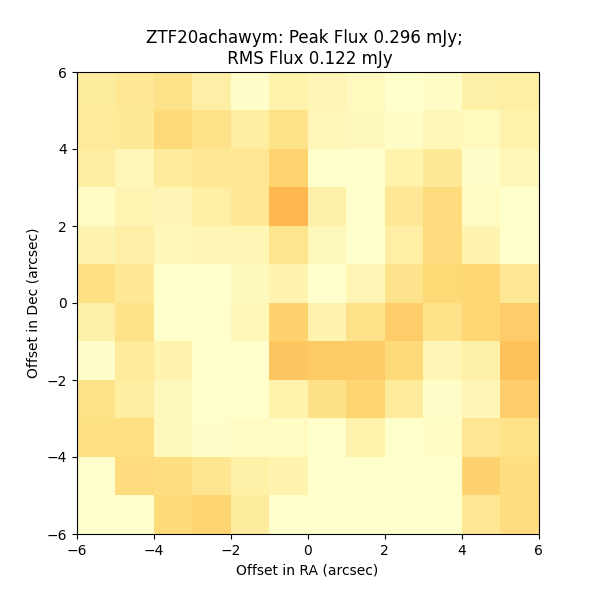 ZTF20achawym: Peak Flux 0.296 mJy;
RMS Flux 0.122 mJy
6
4
2
0
−2
−4
−6
Offset in Dec (arcsec)
−6 −4 −2 0 2 4 6
Offset in RA (arcsec)